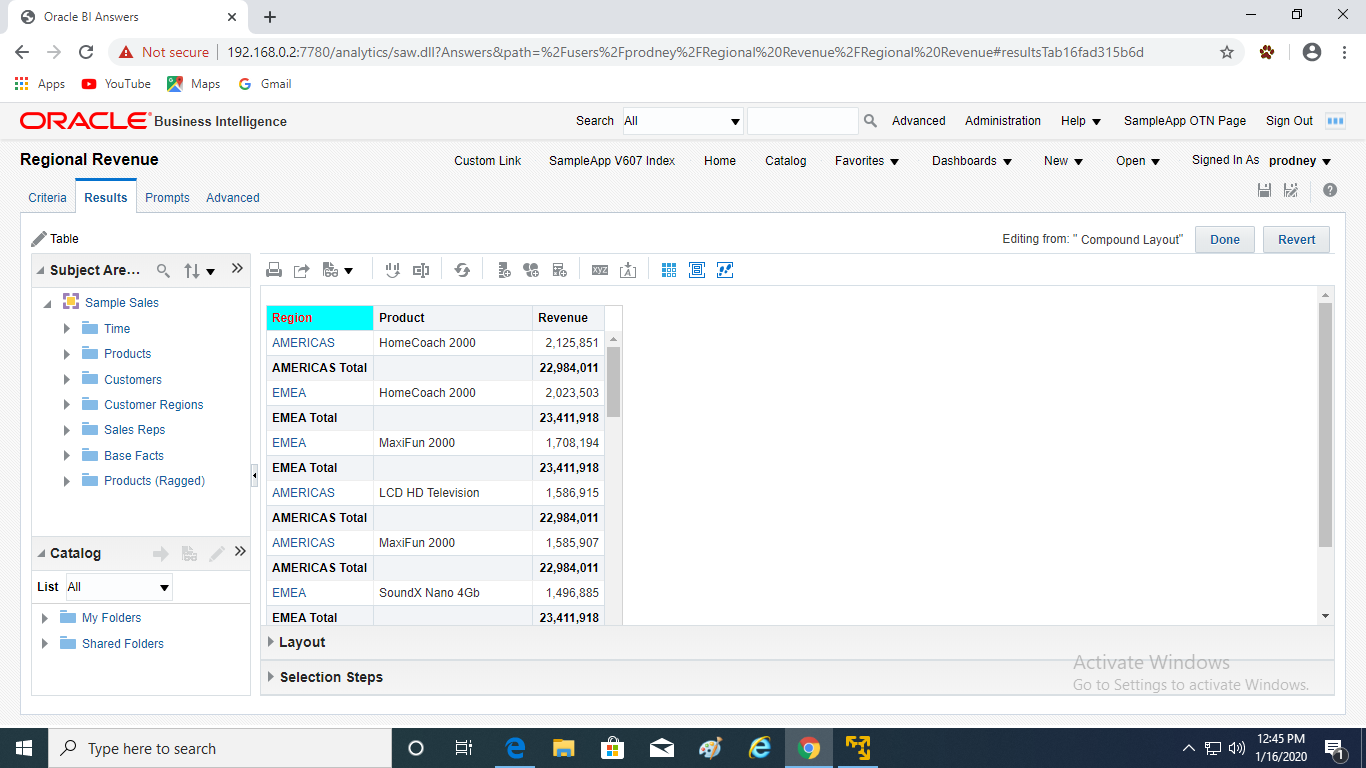 Oracle BI Answers
Not secure 192.168.0.2:7780/analytics/saw.dll?Answers&path=%2Fusers%2Fprodney%2FRegional%20Revenue%2FRegional%20Revenue#resultsTab16fad315b6d
Apps YouTube Maps Gmail
ORACLE Business Intelligence Search All Advanced Administration Help SampleApp OTN Page Sign Out
Regional Revenue Custom Link SampleApp V607 Index Home Catalog Favorites Dashboards New Open Signed In As prodney
Criteria Results Prompts Advanced
Table Editing from: " Compound Layout" Done Revert
Subject Are...
Sample Sales
Time
Products
Customers
Customer Regions
Sales Reps
Base Facts
Products (Ragged)
Catalog
List All
My Folders
Shared Folders
xyz A
Region Product Revenue
AMERICAS HomeCoach 2000 2,125,851
AMERICAS Total 22,984,011
EMEA HomeCoach 2000 2,023,503
EMEA Total 23,411,918
EMEA MaxiFun 2000 1,708,194
EMEA Total 23,411,918
AMERICAS LCD HD Television 1,586,915
AMERICAS Total 22,984,011
AMERICAS MaxiFun 2000 1,585,907
AMERICAS Total 22,984,011
EMEA SoundX Nano 4Gb 1,496,885
EMEA Total 23,411,918
Layout
Selection Steps
Activate Windows
Go to Settings to activate Windows.
Type here to search
12:45 PM
1/16/2020
1